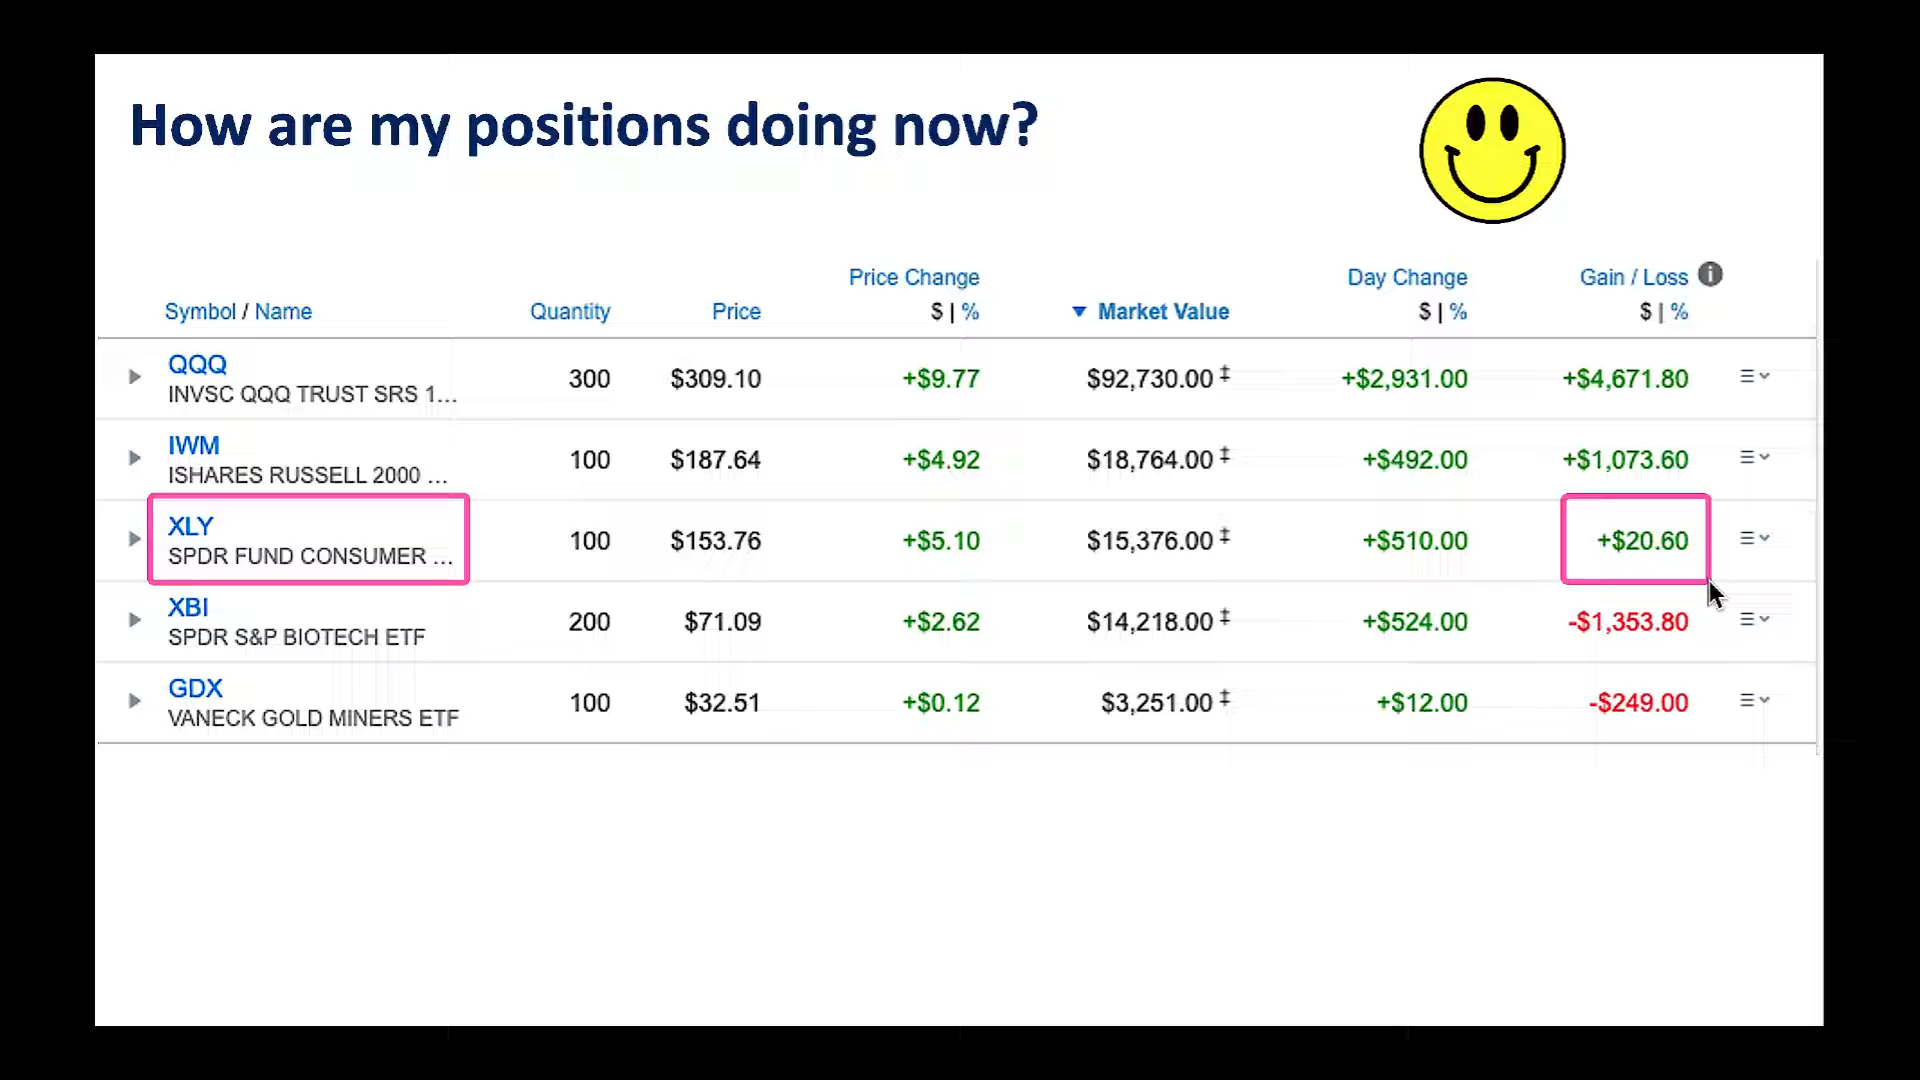 How are my positions doing now?
Price Change Day Change Gain / Loss i
Symbol / Name Quantity Price $ | % ▼ Market Value $ | % $ | %
QQQ
INVSC QQQ TRUST SRS 1... 300 $309.10 +$9.77 $92,730.00 ‡ +$2,931.00 +$4,671.80
IWM
ISHARES RUSSELL 2000 ... 100 $187.64 +$4.92 $18,764.00 ‡ +$492.00 +$1,073.60
XLY
SPDR FUND CONSUMER ... 100 $153.76 +$5.10 $15,376.00 ‡ +$510.00 +$20.60
XBI
SPDR S&P BIOTECH ETF 200 $71.09 +$2.62 $14,218.00 ‡ +$524.00 -$1,353.80
GDX
VANECK GOLD MINERS ETF 100 $32.51 +$0.12 $3,251.00 ‡ +$12.00 -$249.00